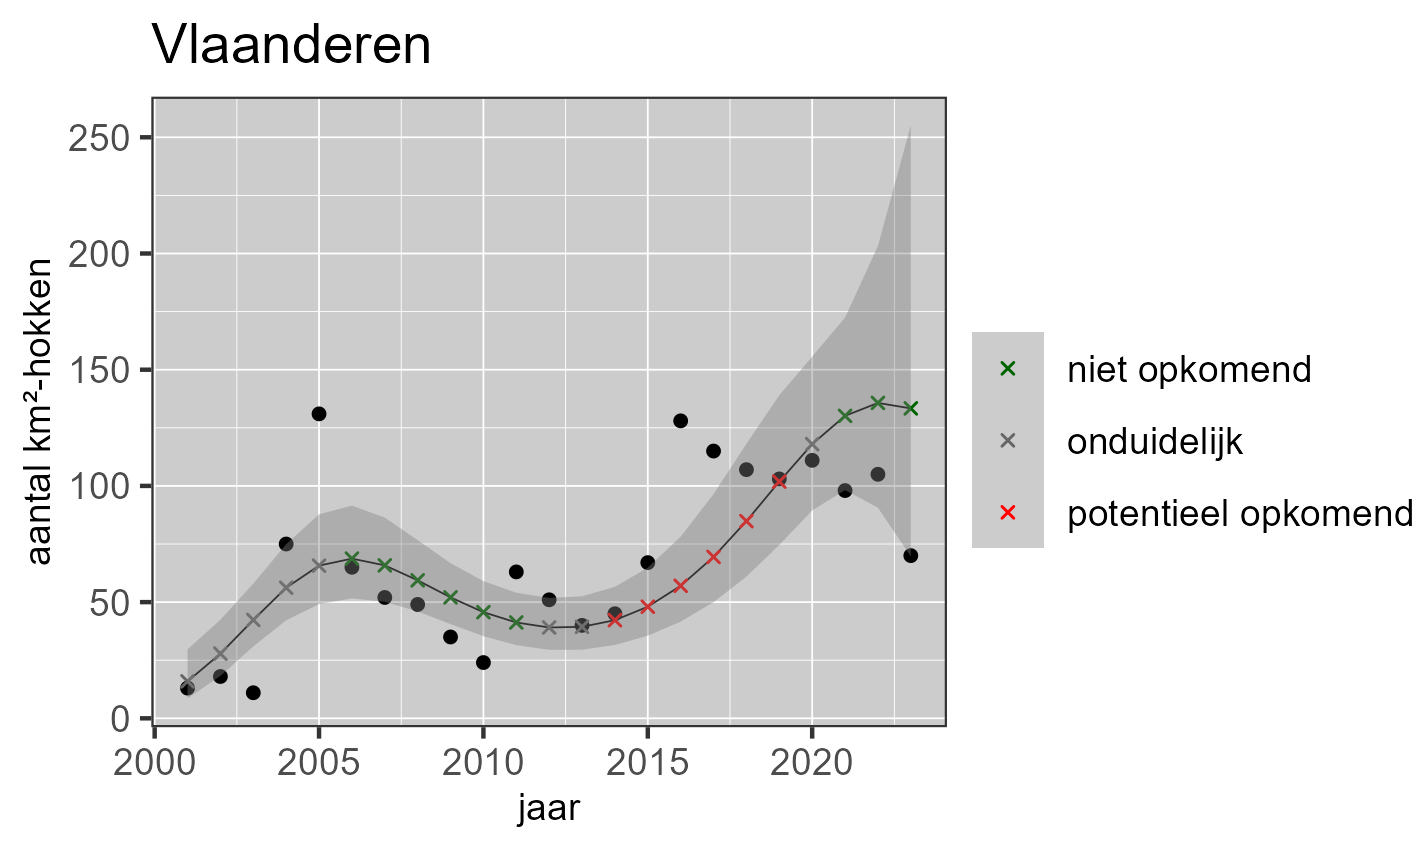 Vlaanderen
250
200
150
100
50
0
aantal km²-hokken
2000 2005 2010 2015 2020
jaar
niet opkomend
onduidelijk
potentieel opkomend